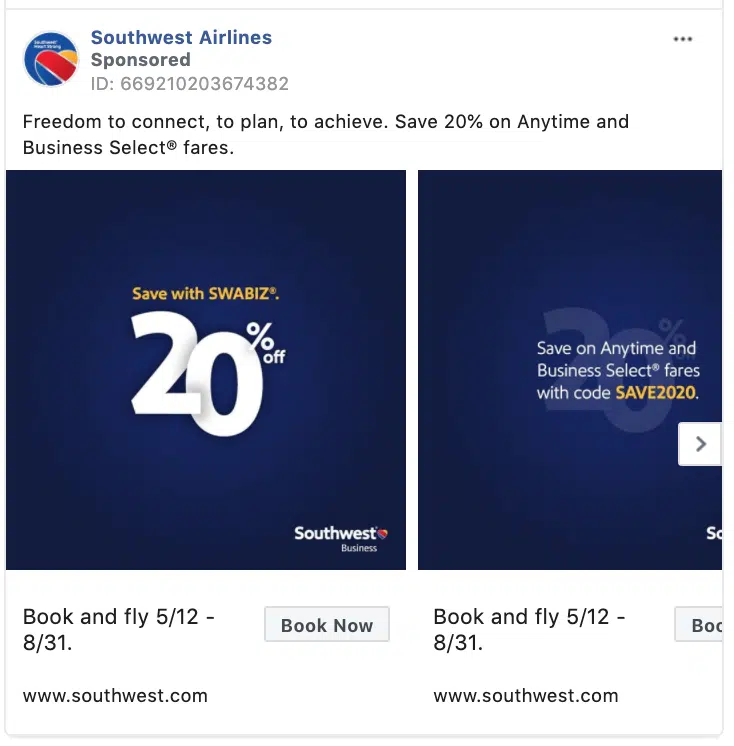 Southwest Airlines
Sponsored
ID: 669210203674382
Freedom to connect, to plan, to achieve. Save 20% on Anytime and
Business Select® fares.
Save with SWABIZ®.
20% off
Southwest
Business
Save on Anytime and
Business Select® fares
with code SAVE2020.
Book and fly 5/12 -
8/31.
Book Now
www.southwest.com
Book and fly 5/12 -
8/31.
www.southwest.com